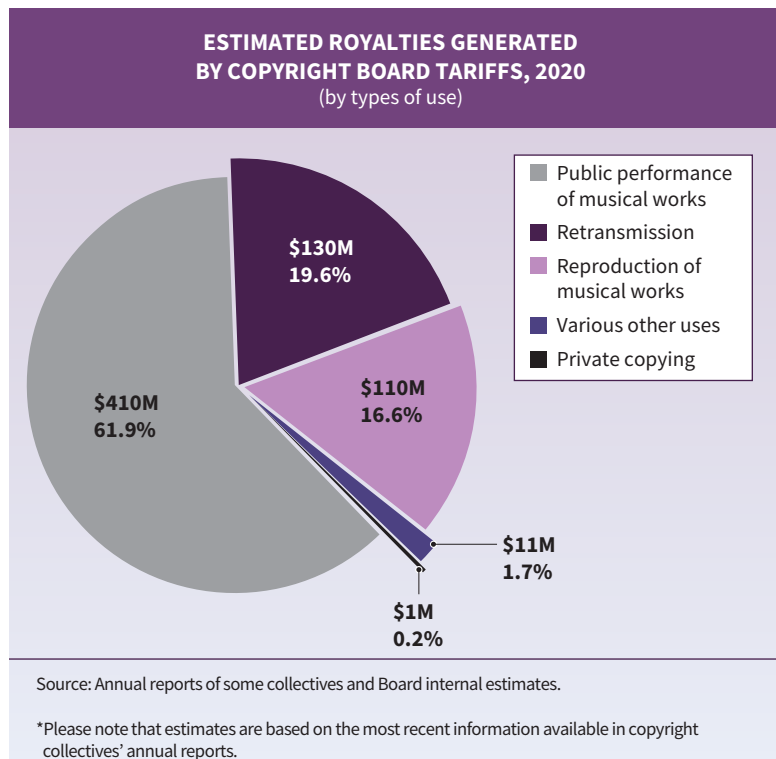 ESTIMATED ROYALTIES GENERATED
BY COPYRIGHT BOARD TARIFFS, 2020
(by types of use)
Public performance
of musical works
Retransmission
Reproduction of
musical works
Various other uses
Private copying
$130M
19.6%
$110M
16.6%
$410M
61.9%
$11M
1.7%
$1M
0.2%
Source: Annual reports of some collectives and Board internal estimates.
*Please note that estimates are based on the most recent information available in copyright
collectives’ annual reports.